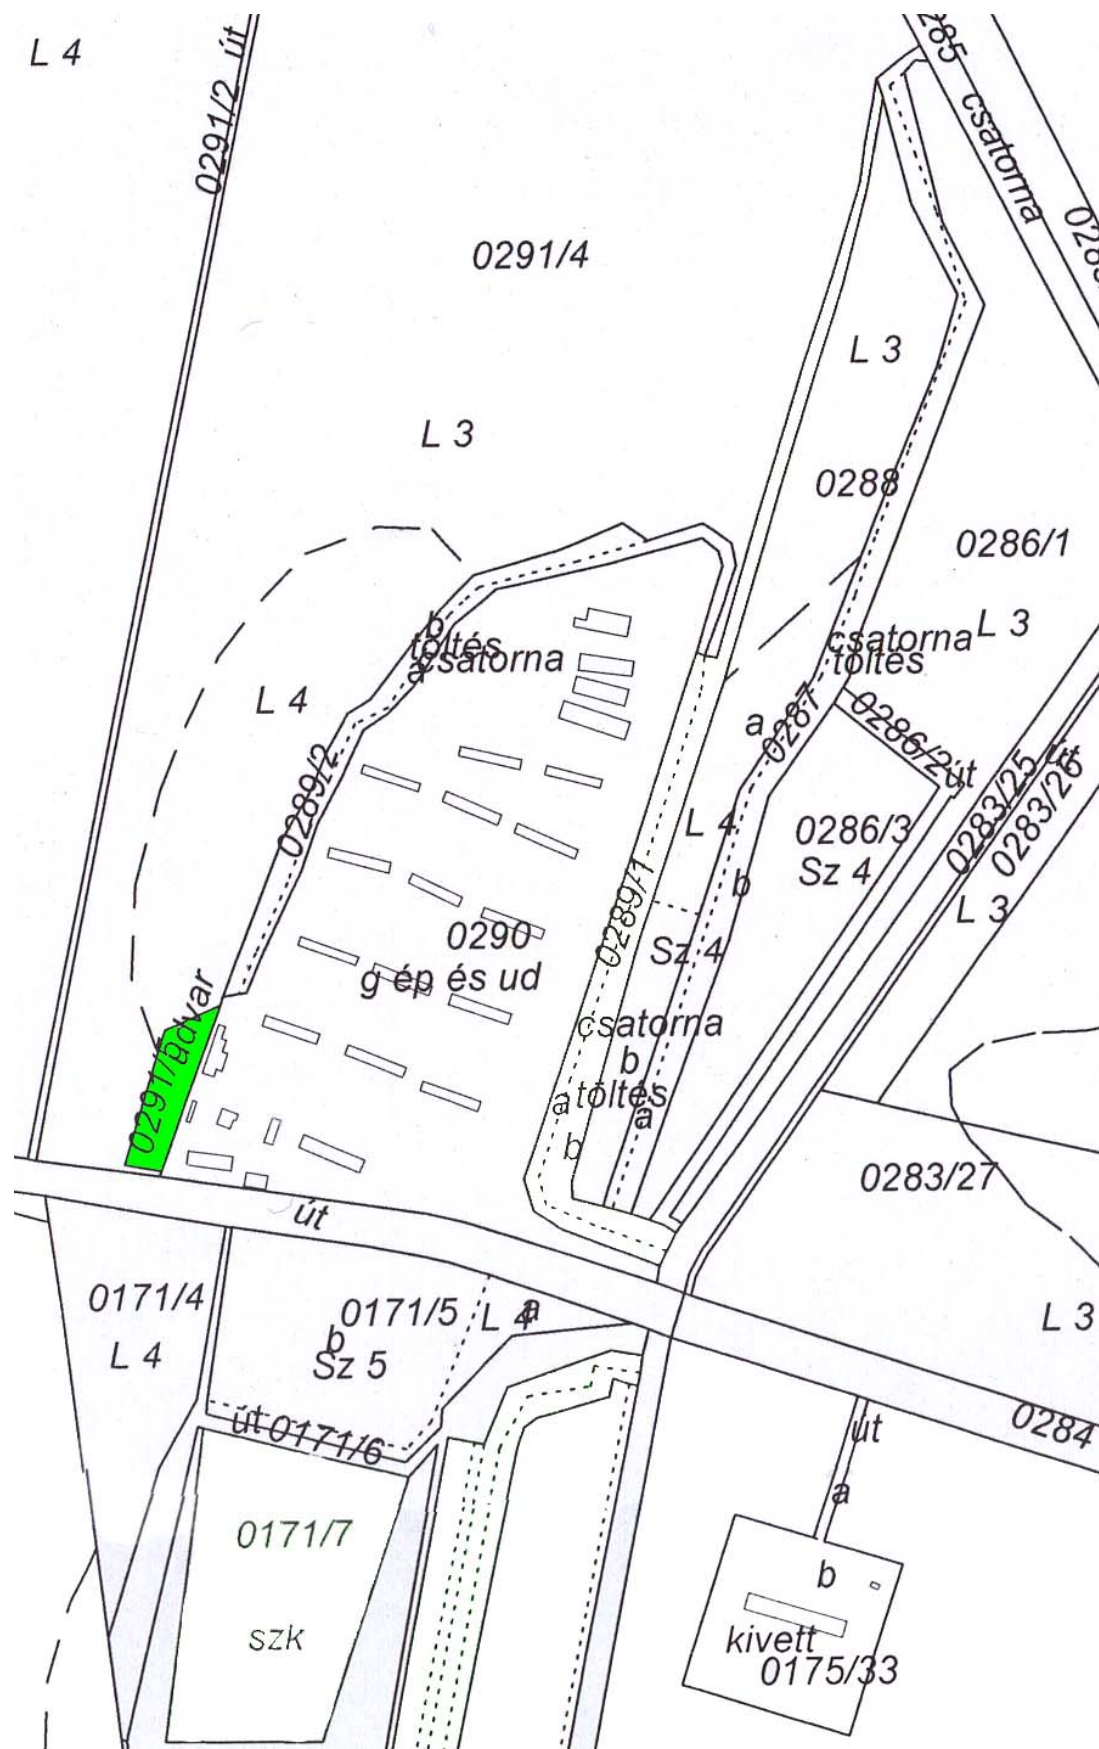 L 4
0291/2 út
285 csatorna
0291/4
L 3
L 3
0288
0286/1
L 3
b
töltés
csatorna
a
csatorna
töltés
L 4
a
0287
0286/2
út
0289/2
0283/25
út
0283/26
L 4
0286/3
Sz 4
b
L 3
0289/1
0290
g ép és ud
Sz 4
csatorna
b
a töltés
a
b
0291/5
udvar
0283/27
út
0171/4
L 4
0171/5
L 4
a
b
Sz 5
L 3
út 0171/6
0284
út
a
0171/7
szk
b
kivett
0175/33